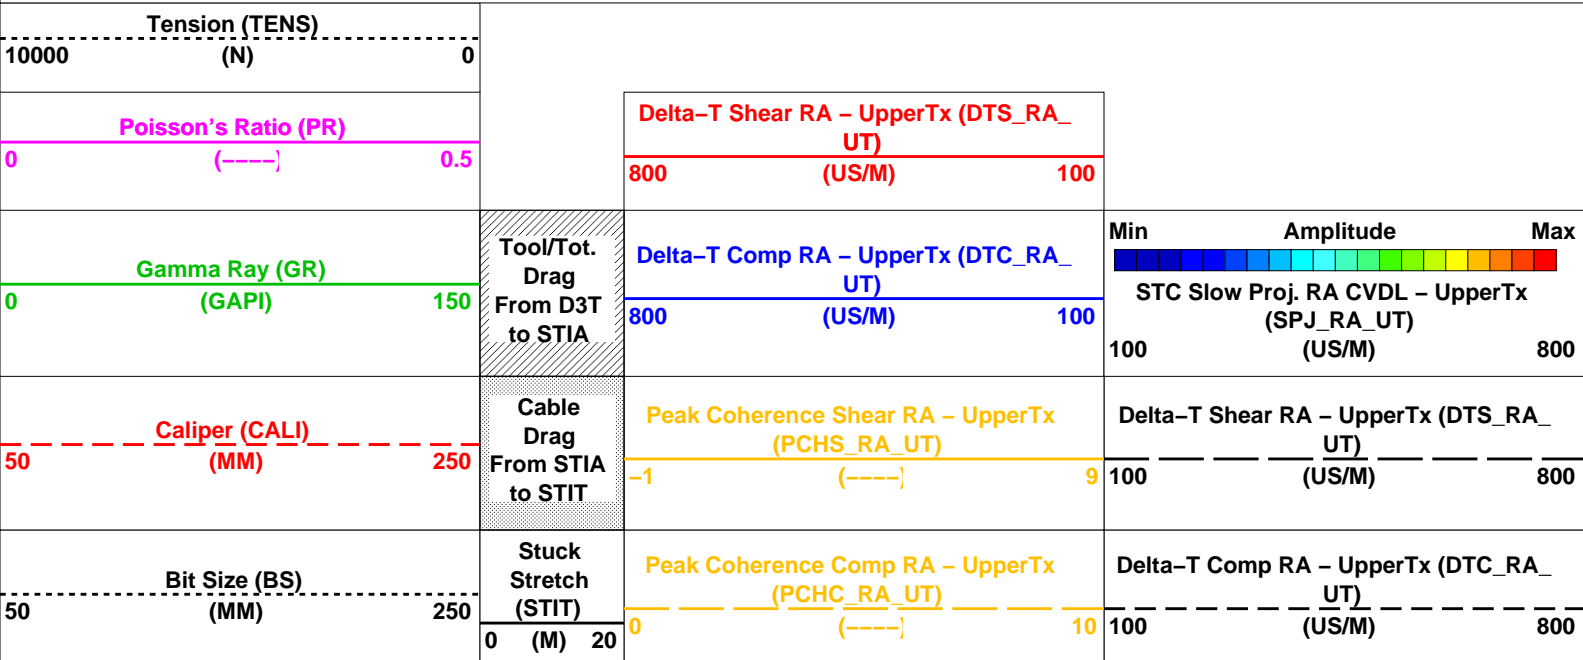 Tension (TENS)
10000 (N) 0
Poisson's Ratio (PR)
0 (----) 0.5
Gamma Ray (GR)
0 (GAPI) 150
Caliper (CALI)
50 (MM) 250
Bit Size (BS)
50 (MM) 250
Tool/Tot.
Drag
From D3T
to STIA
Cable
Drag
From STIA
to STIT
Stuck
Stretch
(STIT)
0 (M) 20
Delta-T Shear RA - UpperTx (DTS_RA_
UT)
800 (US/M) 100
Delta-T Comp RA - UpperTx (DTC_RA_
UT)
800 (US/M) 100
Peak Coherence Shear RA - UpperTx
(PCHS_RA_UT)
-1 (----) 9
Peak Coherence Comp RA - UpperTx
(PCHC_RA_UT)
0 (----) 10
Min Amplitude Max
STC Slow Proj. RA CVDL - UpperTx
(SPJ_RA_UT)
100 (US/M) 800
Delta-T Shear RA - UpperTx (DTS_RA_
UT)
100 (US/M) 800
Delta-T Comp RA - UpperTx (DTC_RA_
UT)
100 (US/M) 800